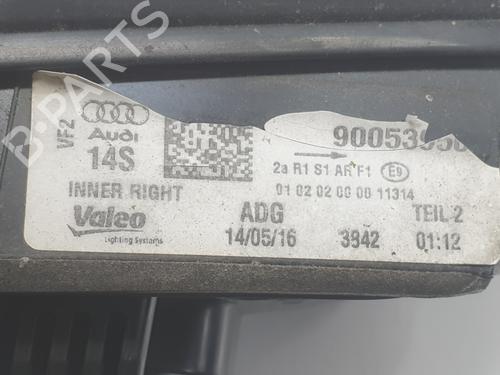 VF2
Audi
14S
2a R1 S1 AR F1 E9
01 02 02 00 00 11314
INNER RIGHT
Valeo
Lighting Systems
ADG
TEIL 2
14/05/16 3942 01:12
B-PARTS